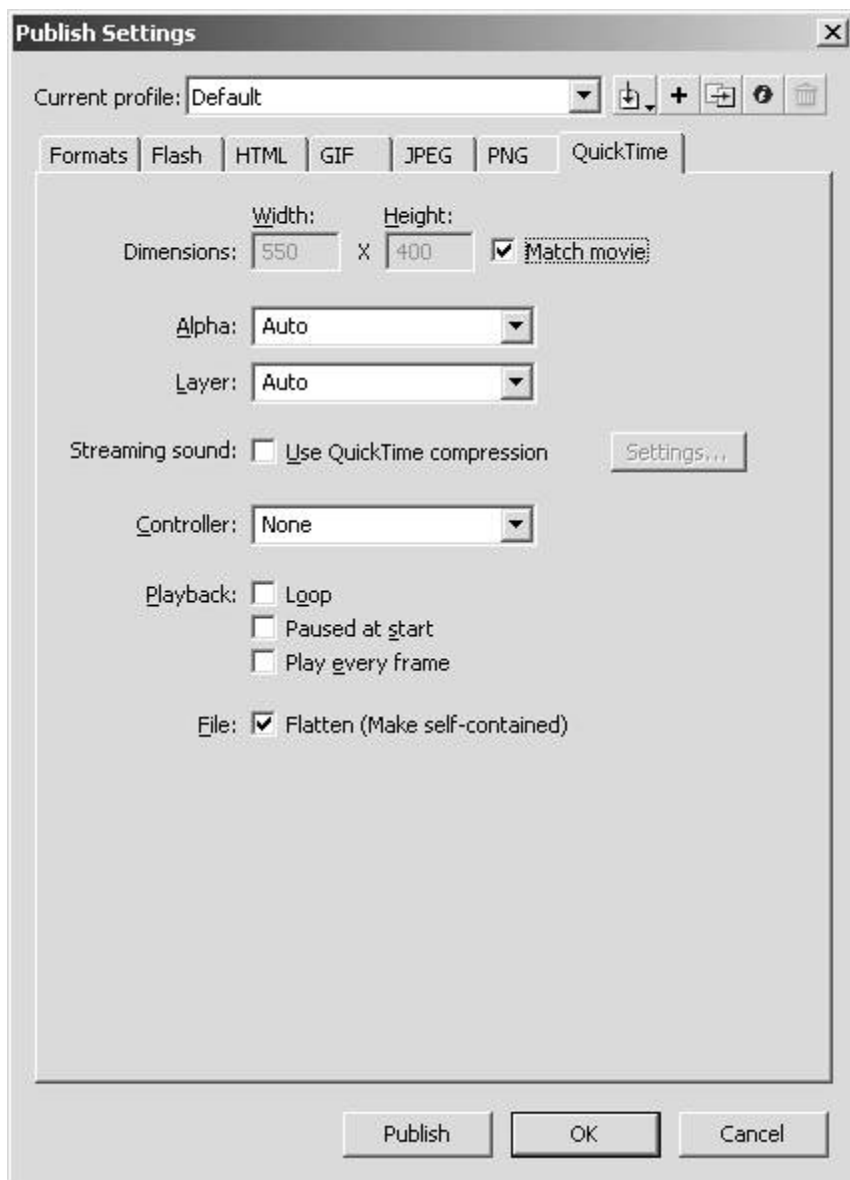 Publish Settings
Current profile: Default
Formats Flash HTML GIF JPEG PNG QuickTime
Width: Height:
Dimensions: 550 X 400 Match movie
Alpha: Auto
Layer: Auto
Streaming sound: Use QuickTime compression Settings...
Controller: None
Playback: Loop
Paused at start
Play every frame
File: Flatten (Make self-contained)
Publish OK Cancel